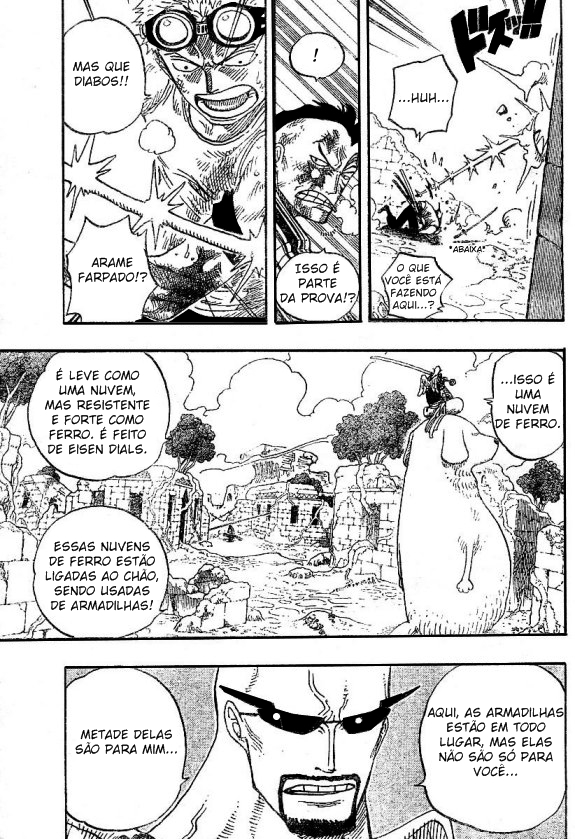 ドスッ!!
...HUH...
*ABAIXA*
O QUE
VOCÊ ESTÁ
FAZENDO
AQUI...?
!
ISSO É
PARTE
DA PROVA!?
MAS QUE
DIABOS!!
ARAME
FARPADO!?
...ISSO É
UMA
NUVEM
DE FERRO.
É LEVE COMO
UMA NUVEM,
MAS RESISTENTE
E FORTE COMO
FERRO. É FEITO
DE EISEN DIALS.
ESSAS NUVENS
DE FERRO ESTÃO
LIGADAS AO CHÃO,
SENDO USADAS
DE ARMADILHAS!
AQUI, AS ARMADILHAS
ESTÃO EM TODO
LUGAR, MAS ELAS
NÃO SÃO SÓ PARA
VOCÊ...
METADE DELAS
SÃO PARA MIM...